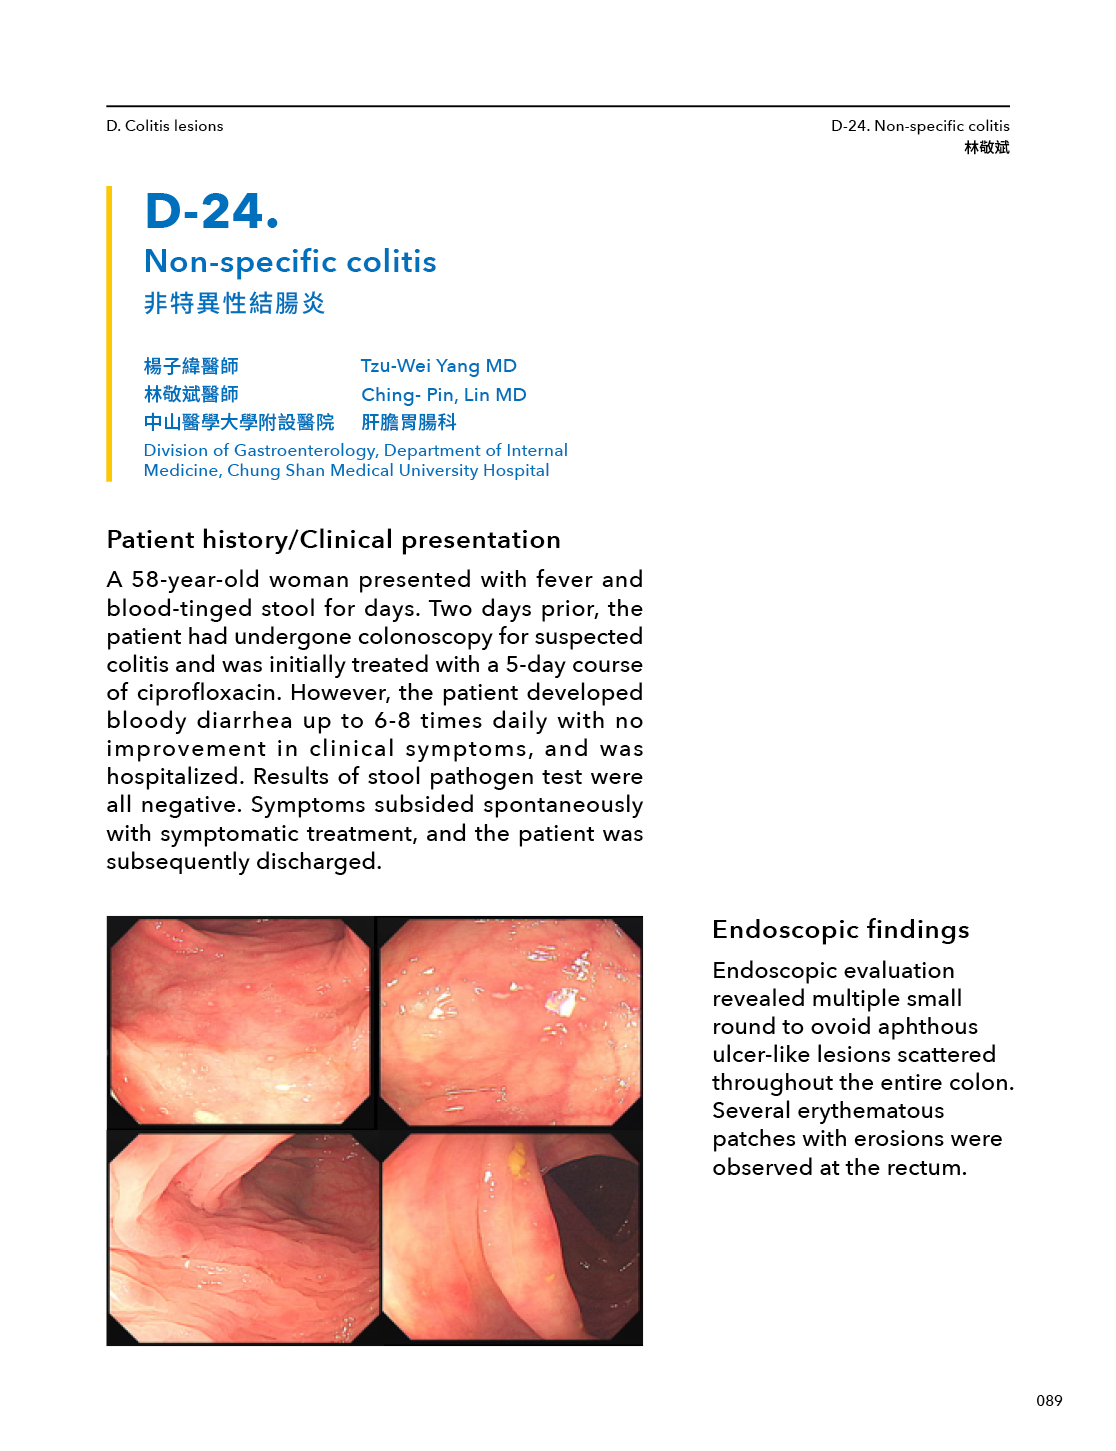 D. Colitis lesions
D-24. Non-specific colitis
林敬斌
D-24.
Non-specific colitis
非特異性結腸炎
楊子緯醫師 Tzu-Wei Yang MD
林敬斌醫師 Ching- Pin, Lin MD
中山醫學大學附設醫院 肝膽胃腸科
Division of Gastroenterology, Department of Internal
Medicine, Chung Shan Medical University Hospital
Patient history/Clinical presentation
A 58-year-old woman presented with fever and
blood-tinged stool for days. Two days prior, the
patient had undergone colonoscopy for suspected
colitis and was initially treated with a 5-day course
of ciprofloxacin. However, the patient developed
bloody diarrhea up to 6-8 times daily with no
improvement in clinical symptoms, and was
hospitalized. Results of stool pathogen test were
all negative. Symptoms subsided spontaneously
with symptomatic treatment, and the patient was
subsequently discharged.
Endoscopic findings
Endoscopic evaluation
revealed multiple small
round to ovoid aphthous
ulcer-like lesions scattered
throughout the entire colon.
Several erythematous
patches with erosions were
observed at the rectum.
089